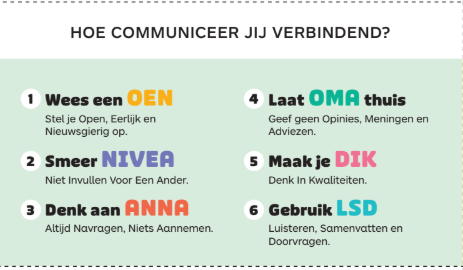 HOE COMMUNICEER JIJ VERBINDEND?
1 Wees een OEN
Stel je Open, Eerlijk en
Nieuwsgierig op.
2 Smeer NIVEA
Niet Invullen Voor Een Ander.
3 Denk aan ANNA
Altijd Navragen, Niets Aannemen.
4 Laat OMA thuis
Geef geen Opinies, Meningen en
Adviezen.
5 Maak je DIK
Denk In Kwaliteiten.
6 Gebruik LSD
Luisteren, Samenvatten en
Doorvragen.